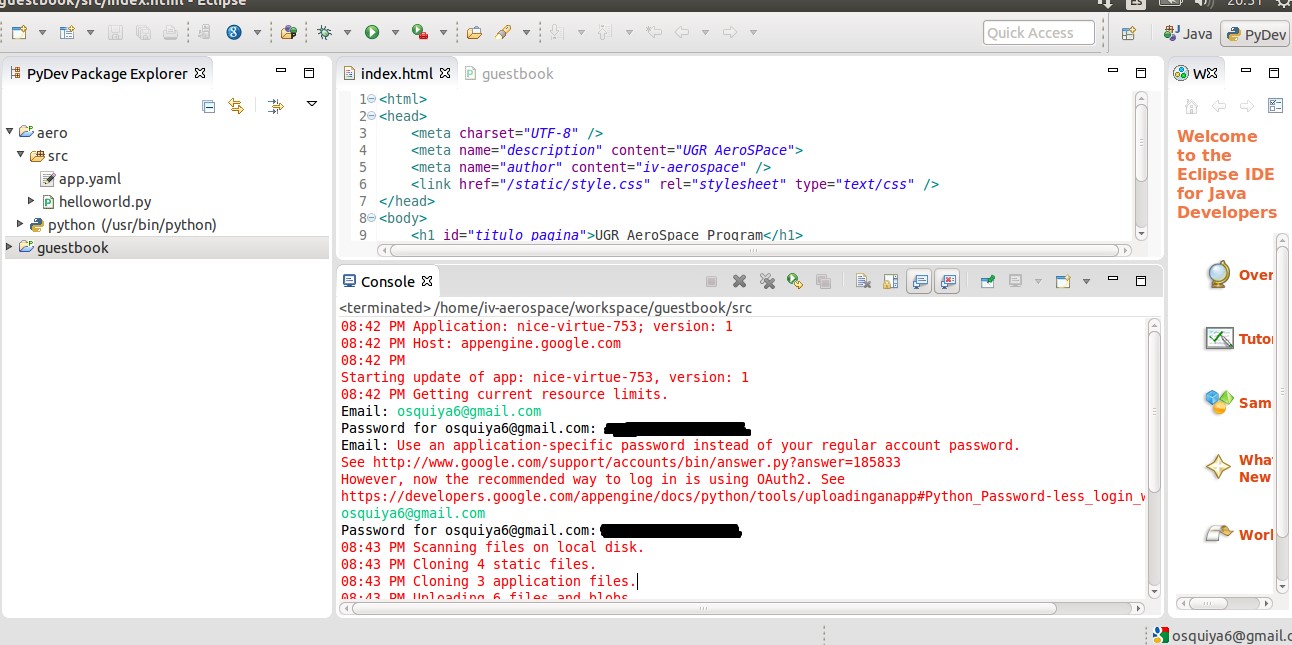 guestbook/src/index.html - Eclipse
Es
20:51
Quick Access
Java
PyDev
PyDev Package Explorer
aero
src
app.yaml
helloworld.py
python (/usr/bin/python)
guestbook
index.html
guestbook
1 <html>
2 <head>
3 <meta charset="UTF-8" />
4 <meta name="description" content="UGR AeroSPace">
5 <meta name="author" content="iv-aerospace" />
6 <link href="/static/style.css" rel="stylesheet" type="text/css" />
7 </head>
8 <body>
9 <h1 id="titulo_pagina">UGR AeroSpace Program</h1>
Console
<terminated> /home/iv-aerospace/workspace/guestbook/src
08:42 PM Application: nice-virtue-753; version: 1
08:42 PM Host: appengine.google.com
08:42 PM
Starting update of app: nice-virtue-753, version: 1
08:42 PM Getting current resource limits.
Email: osquiya6@gmail.com
Password for osquiya6@gmail.com:
Email: Use an application-specific password instead of your regular account password.
See http://www.google.com/support/accounts/bin/answer.py?answer=185833
However, now the recommended way to log in is using OAuth2. See
https://developers.google.com/appengine/docs/python/tools/uploadinganapp#Python_Password-less_login_w
osquiya6@gmail.com
Password for osquiya6@gmail.com:
08:43 PM Scanning files on local disk.
08:43 PM Cloning 4 static files.
08:43 PM Cloning 3 application files.
08:43 PM Uploading 6 files and blobs
W
Welcome
to the
Eclipse IDE
for Java
Developers
Over
Tutor
Sam
What
New
Work
osquiya6@gmail.c